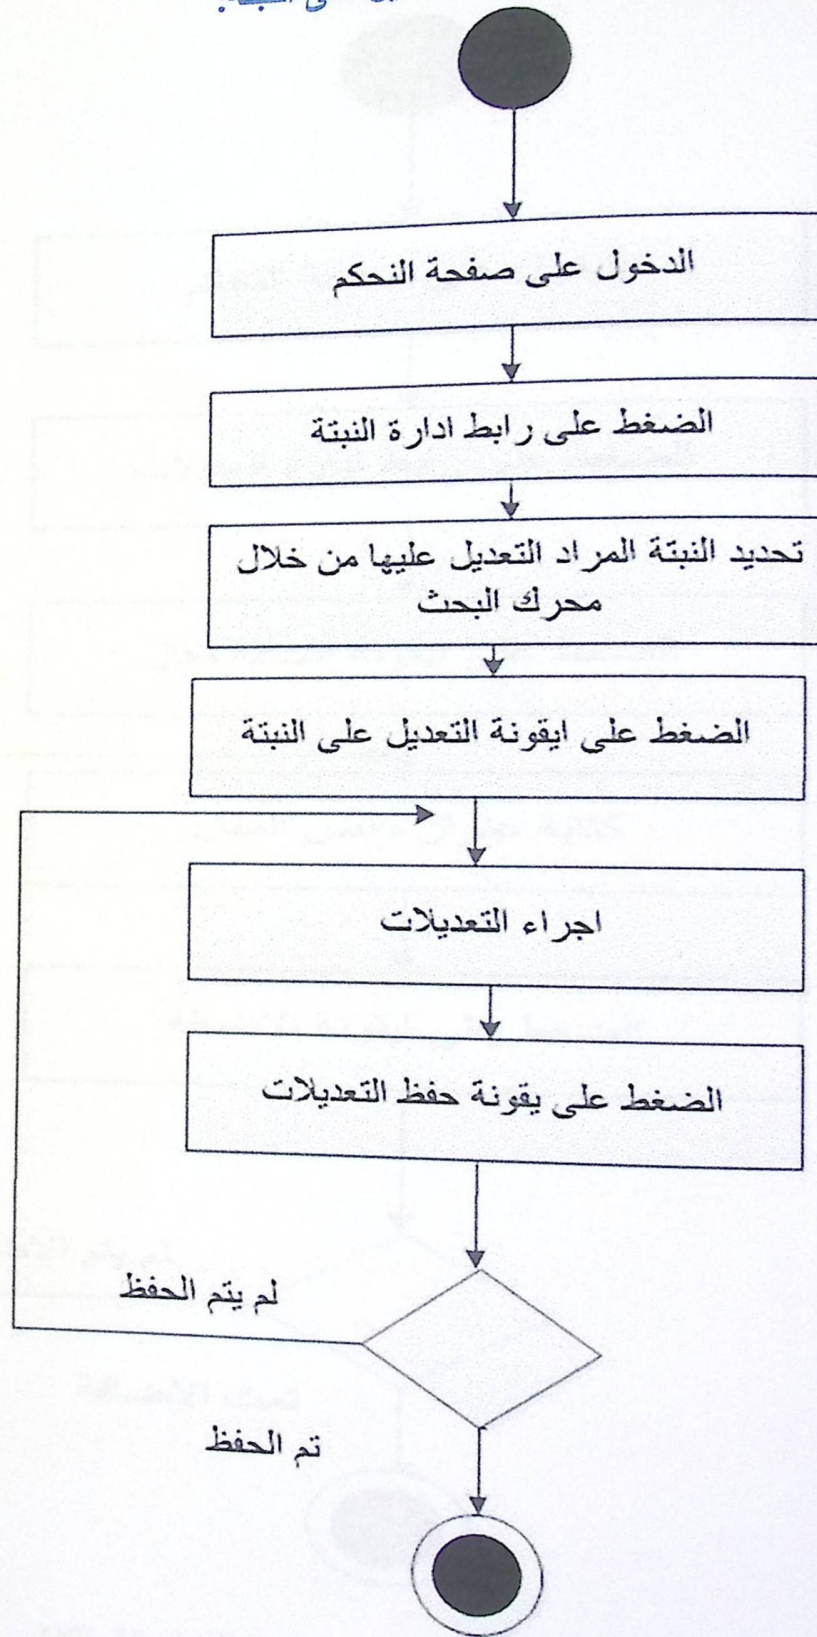 الدخول على صفحة النحكم
الضغط على رابط ادارة النبتة
تحديد النبتة المراد التعديل عليها من خلال
محرك البحث
الضغط على ايقونة التعديل على النبتة
اجراء التعديلات
الضغط على يقونة حفظ التعديلات
لم يتم الحفظ
تم الحفظ